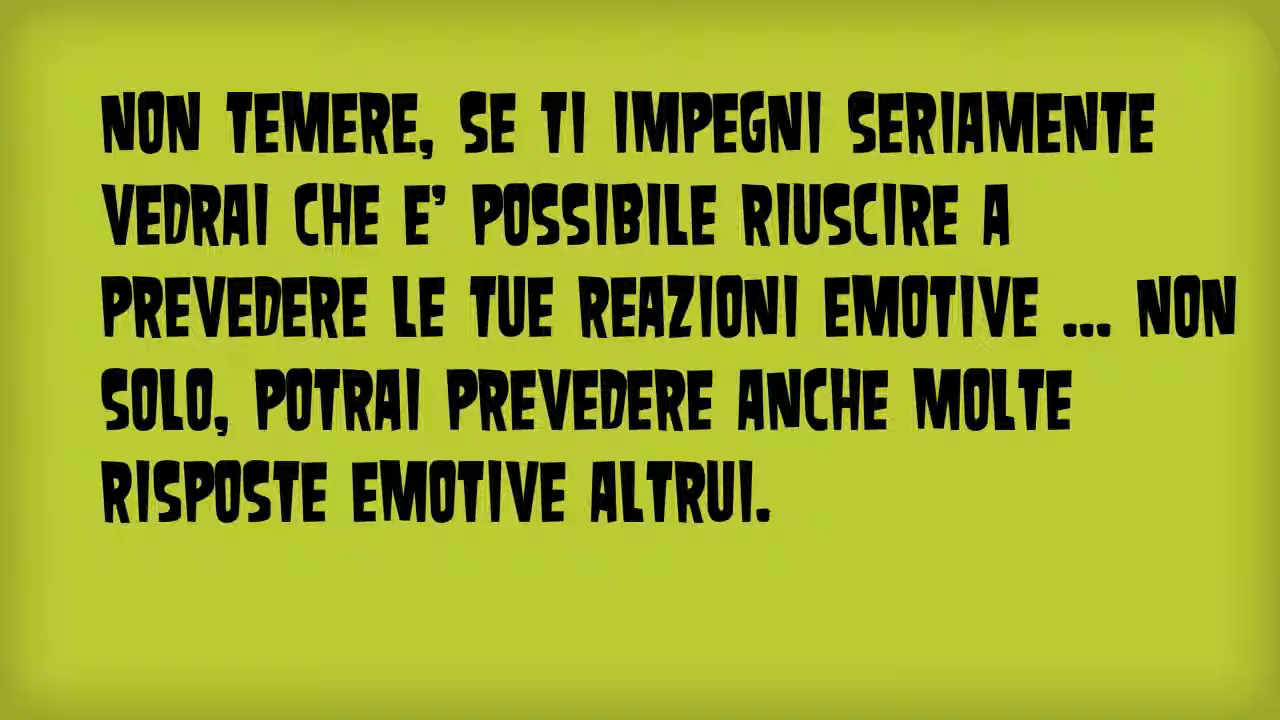 NON TEMERE, SE TI IMPEGNI SERIAMENTE
VEDRAI CHE E' POSSIBILE RIUSCIRE A
PREVEDERE LE TUE REAZIONI EMOTIVE ... NON
SOLO, POTRAI PREVEDERE ANCHE MOLTE
RISPOSTE EMOTIVE ALTRUI.